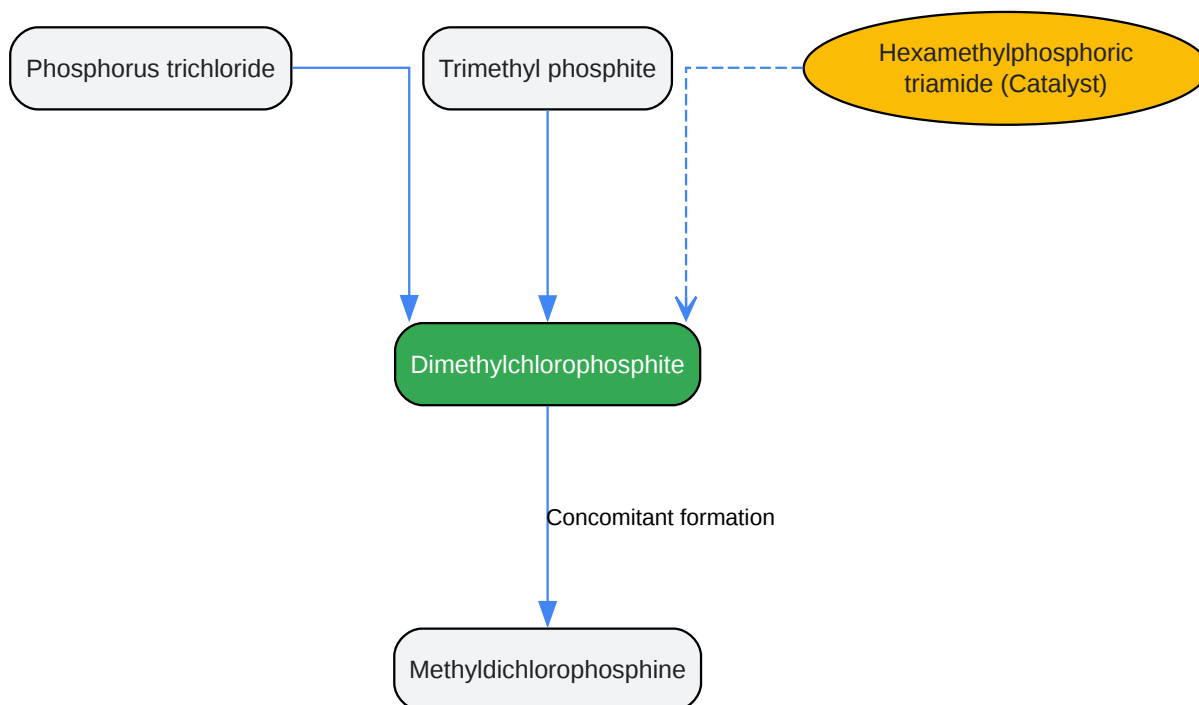 Phosphorus trichloride
Trimethyl phosphite
Hexamethylphosphoric
triamide (Catalyst)
Dimethylchlorophosphite
Concomitant formation
Methyldichlorophosphine